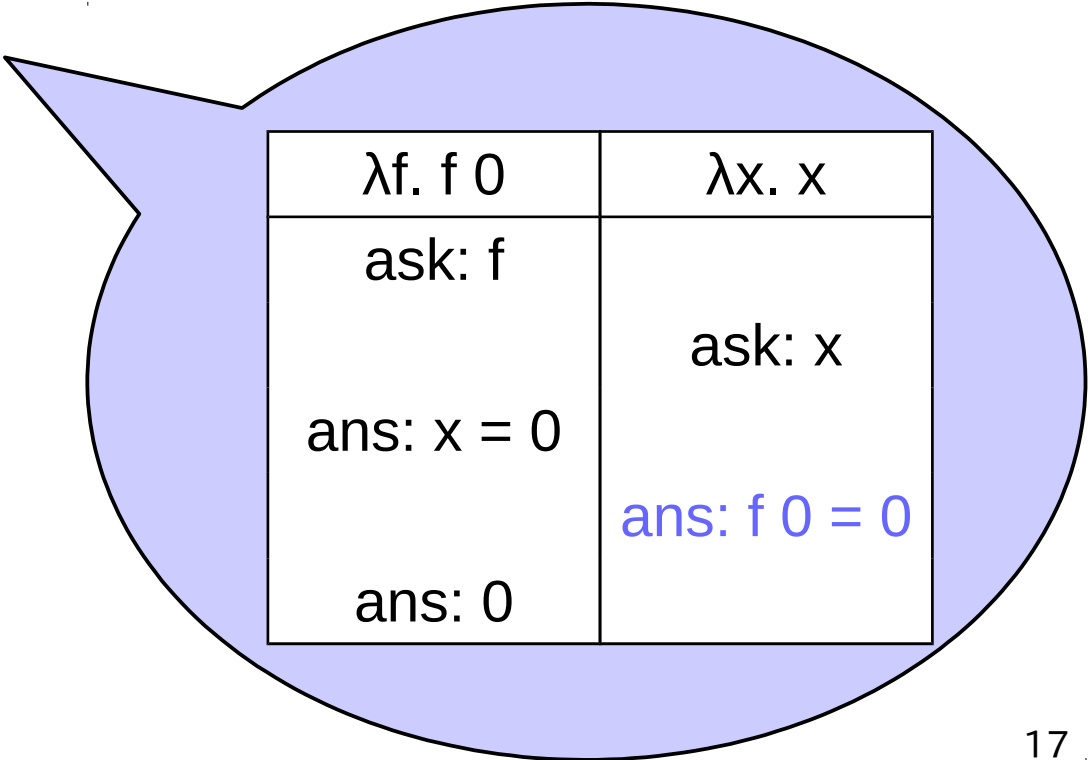 λf. f 0 λx. x
ask: f
ask: x
ans: x = 0
ans: f 0 = 0
ans: 0
17